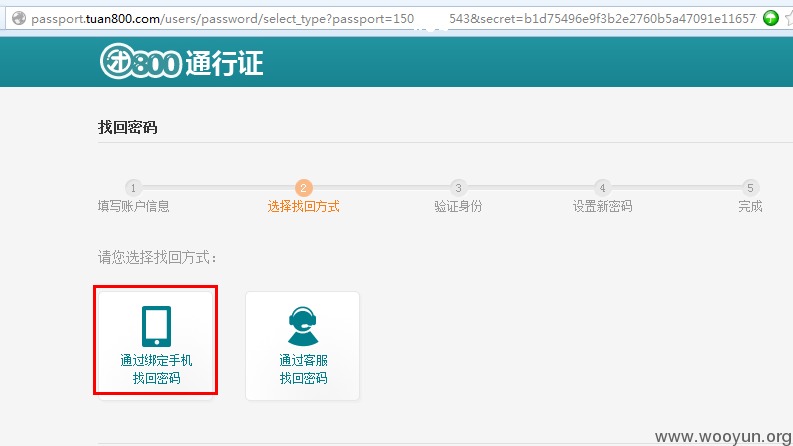 passport.tuan800.com/users/password/select_type?passport=150 543&secret=b1d75496e9f3b2e2760b5a47091e11657
团800 通行证
找回密码
1 2 3 4 5
填写账户信息 选择找回方式 验证身份 设置新密码 完成
请您选择找回方式：
通过绑定手机 通过客服
找回密码 找回密码
www.wooyun.org